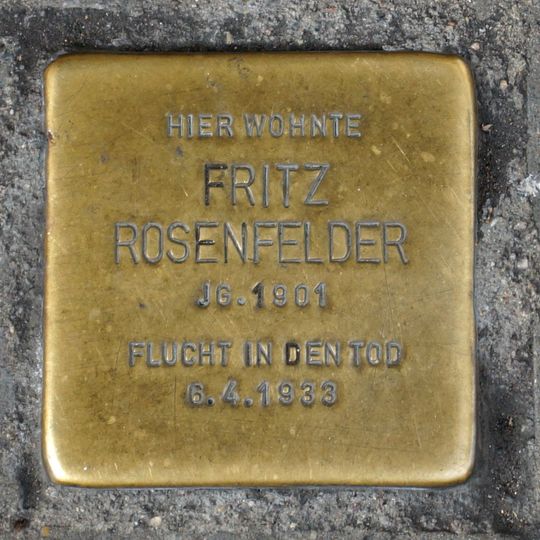 HIER WOHNTE
FRITZ
ROSENFELDER
JG. 1901
FLUCHT IN DEN TOD
6.4.1933